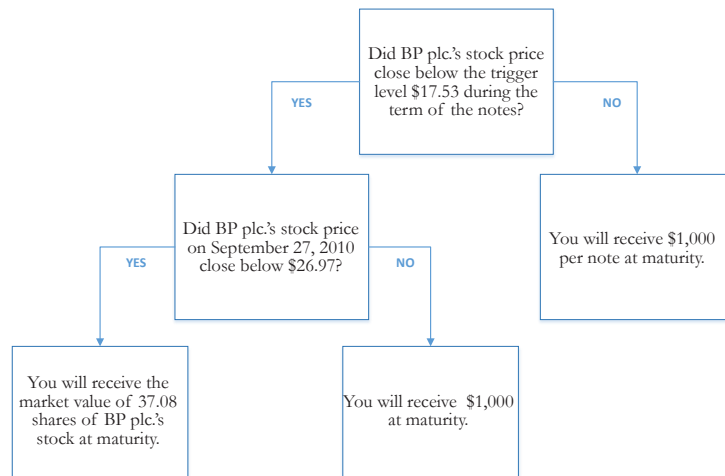 Did BP plc.'s stock price
close below the trigger
level $17.53 during the
term of the notes?
YES
NO
Did BP plc.'s stock price
on September 27, 2010
close below $26.97?
You will receive $1,000
per note at maturity.
YES
NO
You will receive the
market value of 37.08
shares of BP plc.'s
stock at maturity.
You will receive $1,000
at maturity.